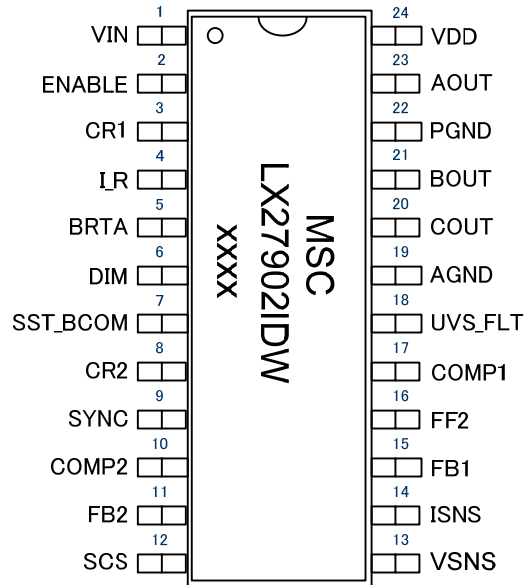 1
VIN
2
ENABLE
3
CR1
4
I_R
5
BRTA
6
DIM
7
SST_BCOM
8
CR2
9
SYNC
10
COMP2
11
FB2
12
SCS
MSC
LX27902IDW
xxxx
24
VDD
23
AOUT
22
PGND
21
BOUT
20
COUT
19
AGND
18
UVS_FLT
17
COMP1
16
FF2
15
FB1
14
ISNS
13
VSNS